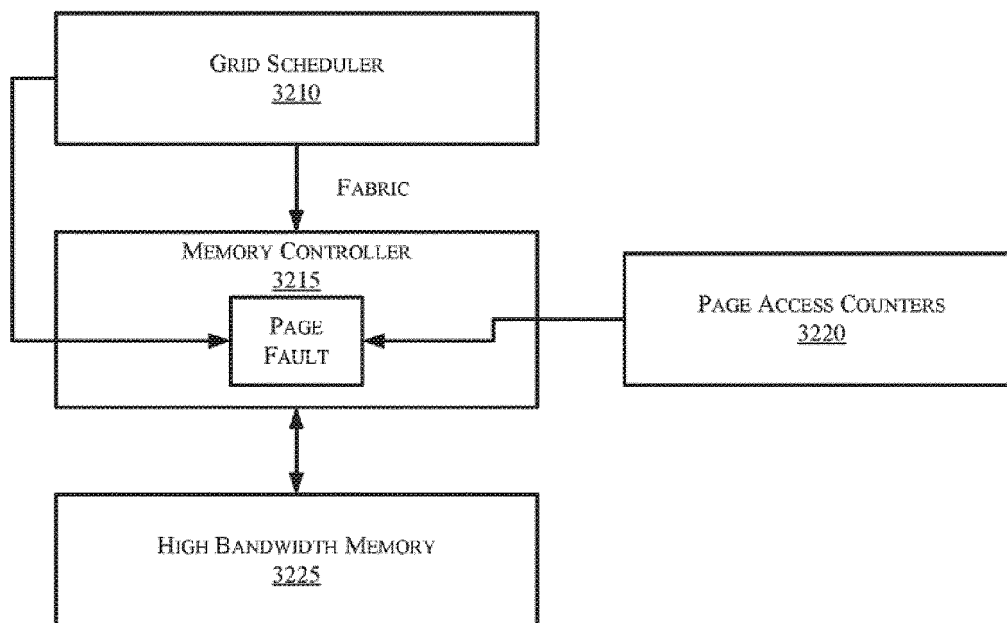 GRID SCHEDULER
3210
FABRIC
MEMORY CONTROLLER
3215
PAGE
FAULT
PAGE ACCESS COUNTERS
3220
HIGH BANDWIDTH MEMORY
3225